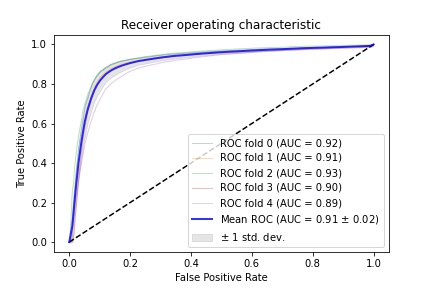 Receiver operating characteristic
True Positive Rate
1.0
0.8
0.6
0.4
0.2
0.0
ROC fold 0 (AUC = 0.92)
ROC fold 1 (AUC = 0.91)
ROC fold 2 (AUC = 0.93)
ROC fold 3 (AUC = 0.90)
ROC fold 4 (AUC = 0.89)
Mean ROC (AUC = 0.91 ± 0.02)
± 1 std. dev.
0.0 0.2 0.4 0.6 0.8 1.0
False Positive Rate